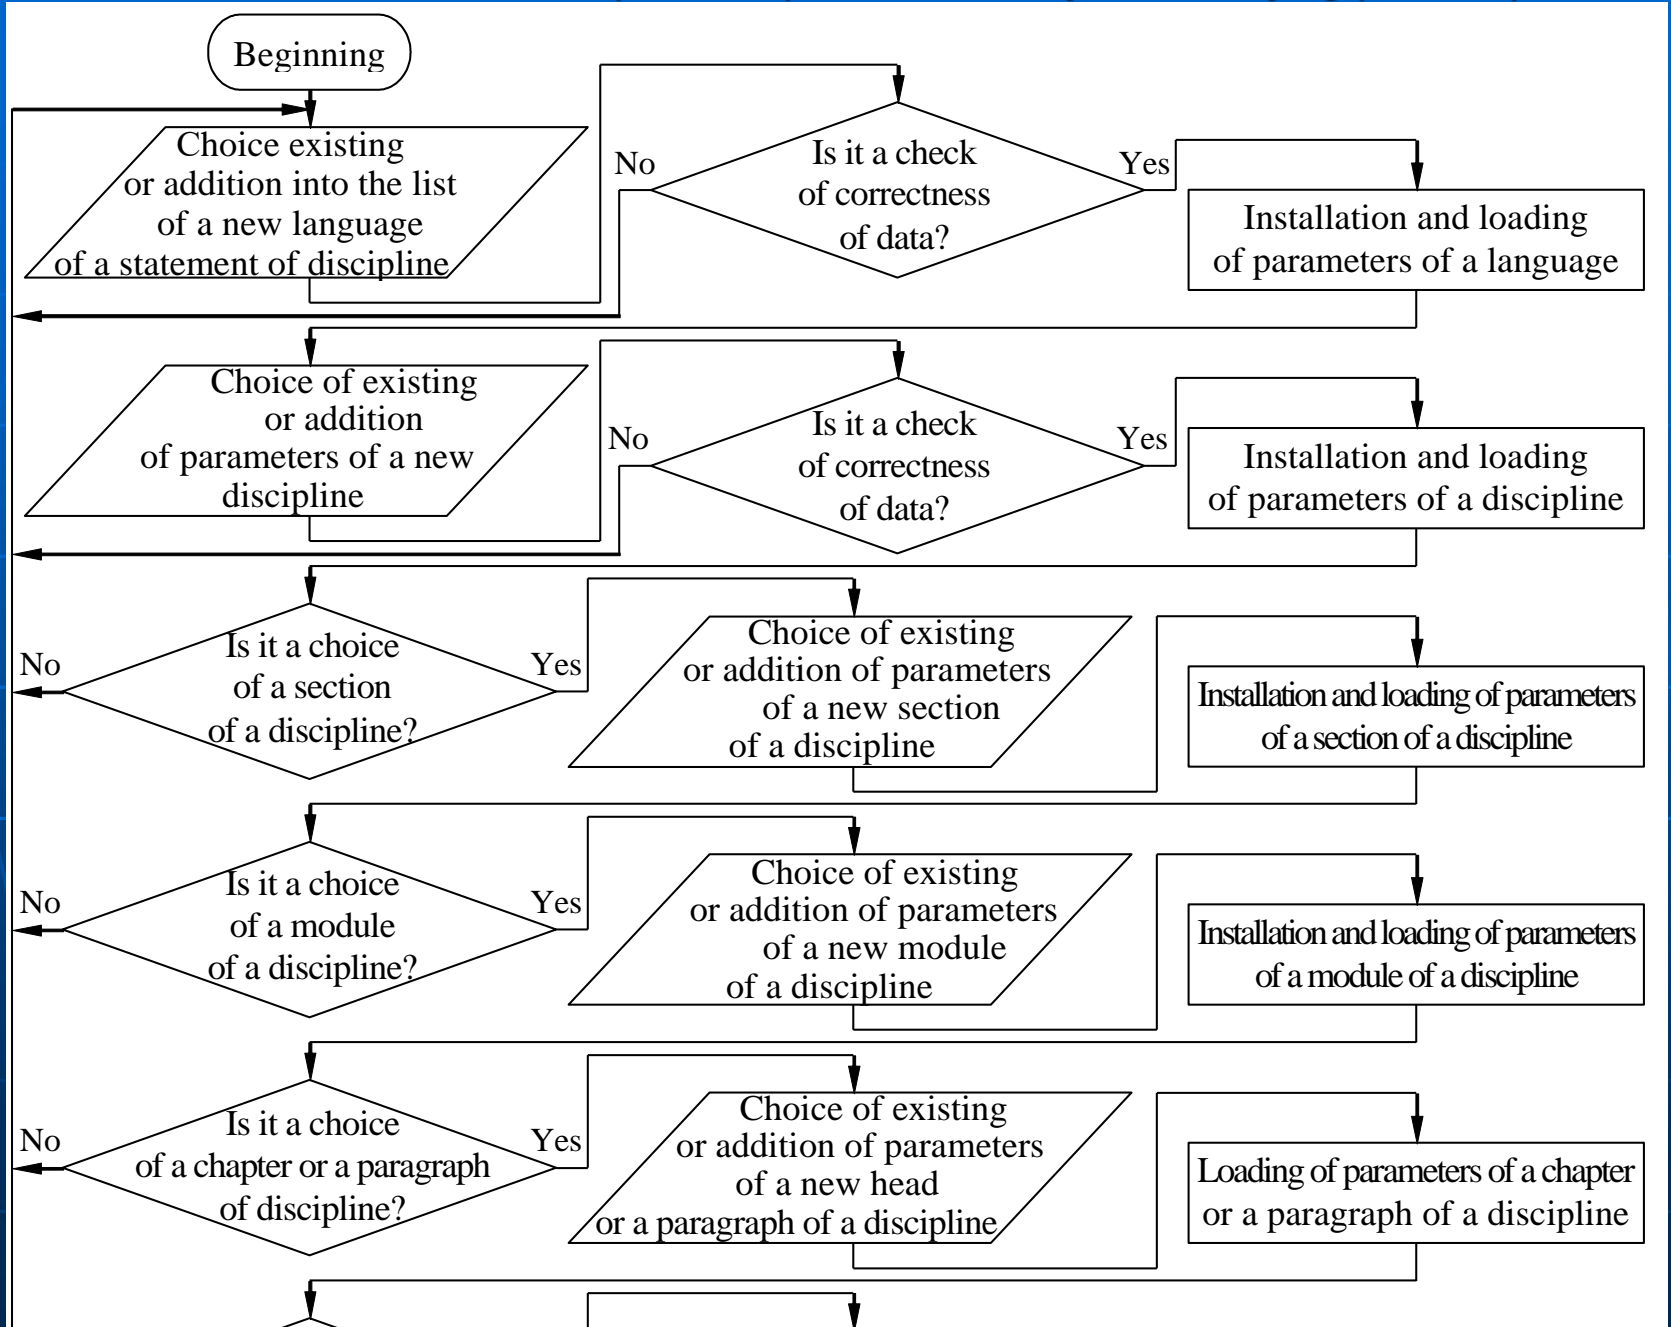 Beginning
Choice existing
or addition into the list
of a new language
of a statement of discipline
No
Is it a check
of correctness
of data?
Yes
Installation and loading
of parameters of a language
Choice of existing
or addition
of parameters of a new
discipline
No
Is it a check
of correctness
of data?
Yes
Installation and loading
of parameters of a discipline
No
Is it a choice
of a section
of a discipline?
Yes
Choice of existing
or addition of parameters
of a new section
of a discipline
Installation and loading of parameters
of a section of a discipline
No
Is it a choice
of a module
of a discipline?
Yes
Choice of existing
or addition of parameters
of a new module
of a discipline
Installation and loading of parameters
of a module of a discipline
No
Is it a choice
of a chapter or a paragraph
of discipline?
Yes
Choice of existing
or addition of parameters
of a new head
or a paragraph of a discipline
Loading of parameters of a chapter
or a paragraph of a discipline